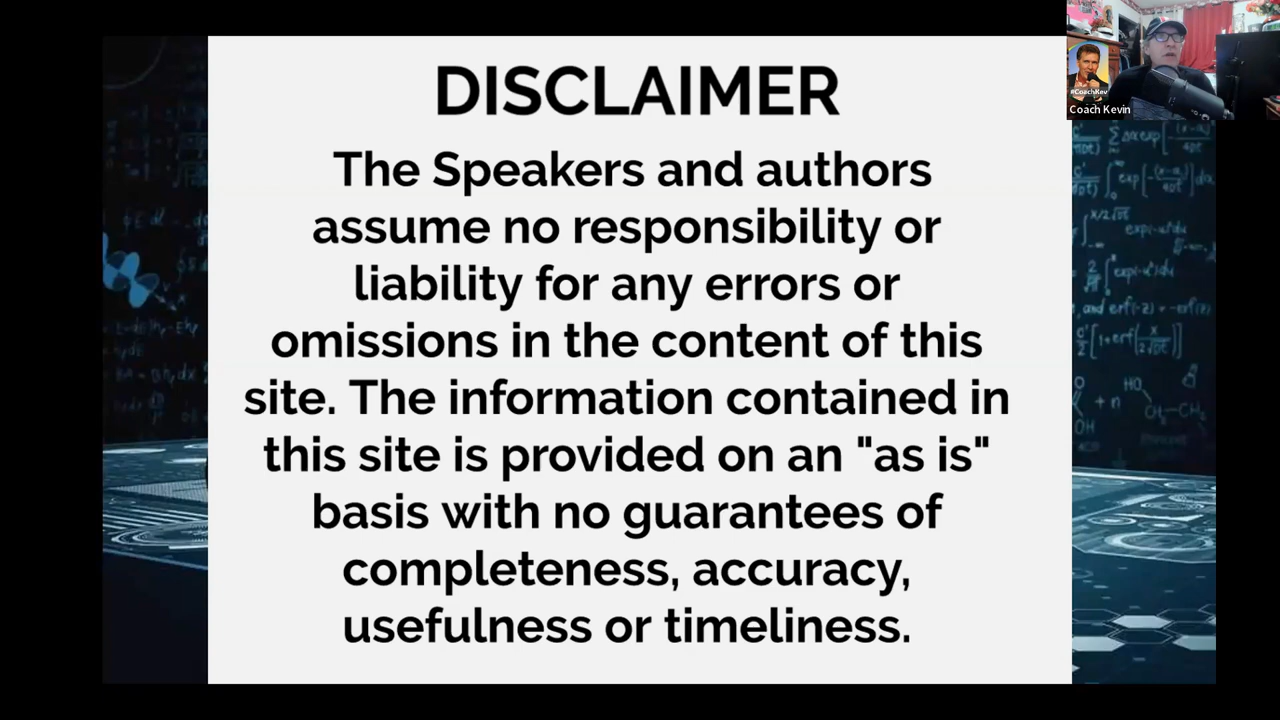 DISCLAIMER
The Speakers and authors
assume no responsibility or
liability for any errors or
omissions in the content of this
site. The information contained in
this site is provided on an "as is"
basis with no guarantees of
completeness, accuracy,
usefulness or timeliness.
#CoachKev
Coach Kevin